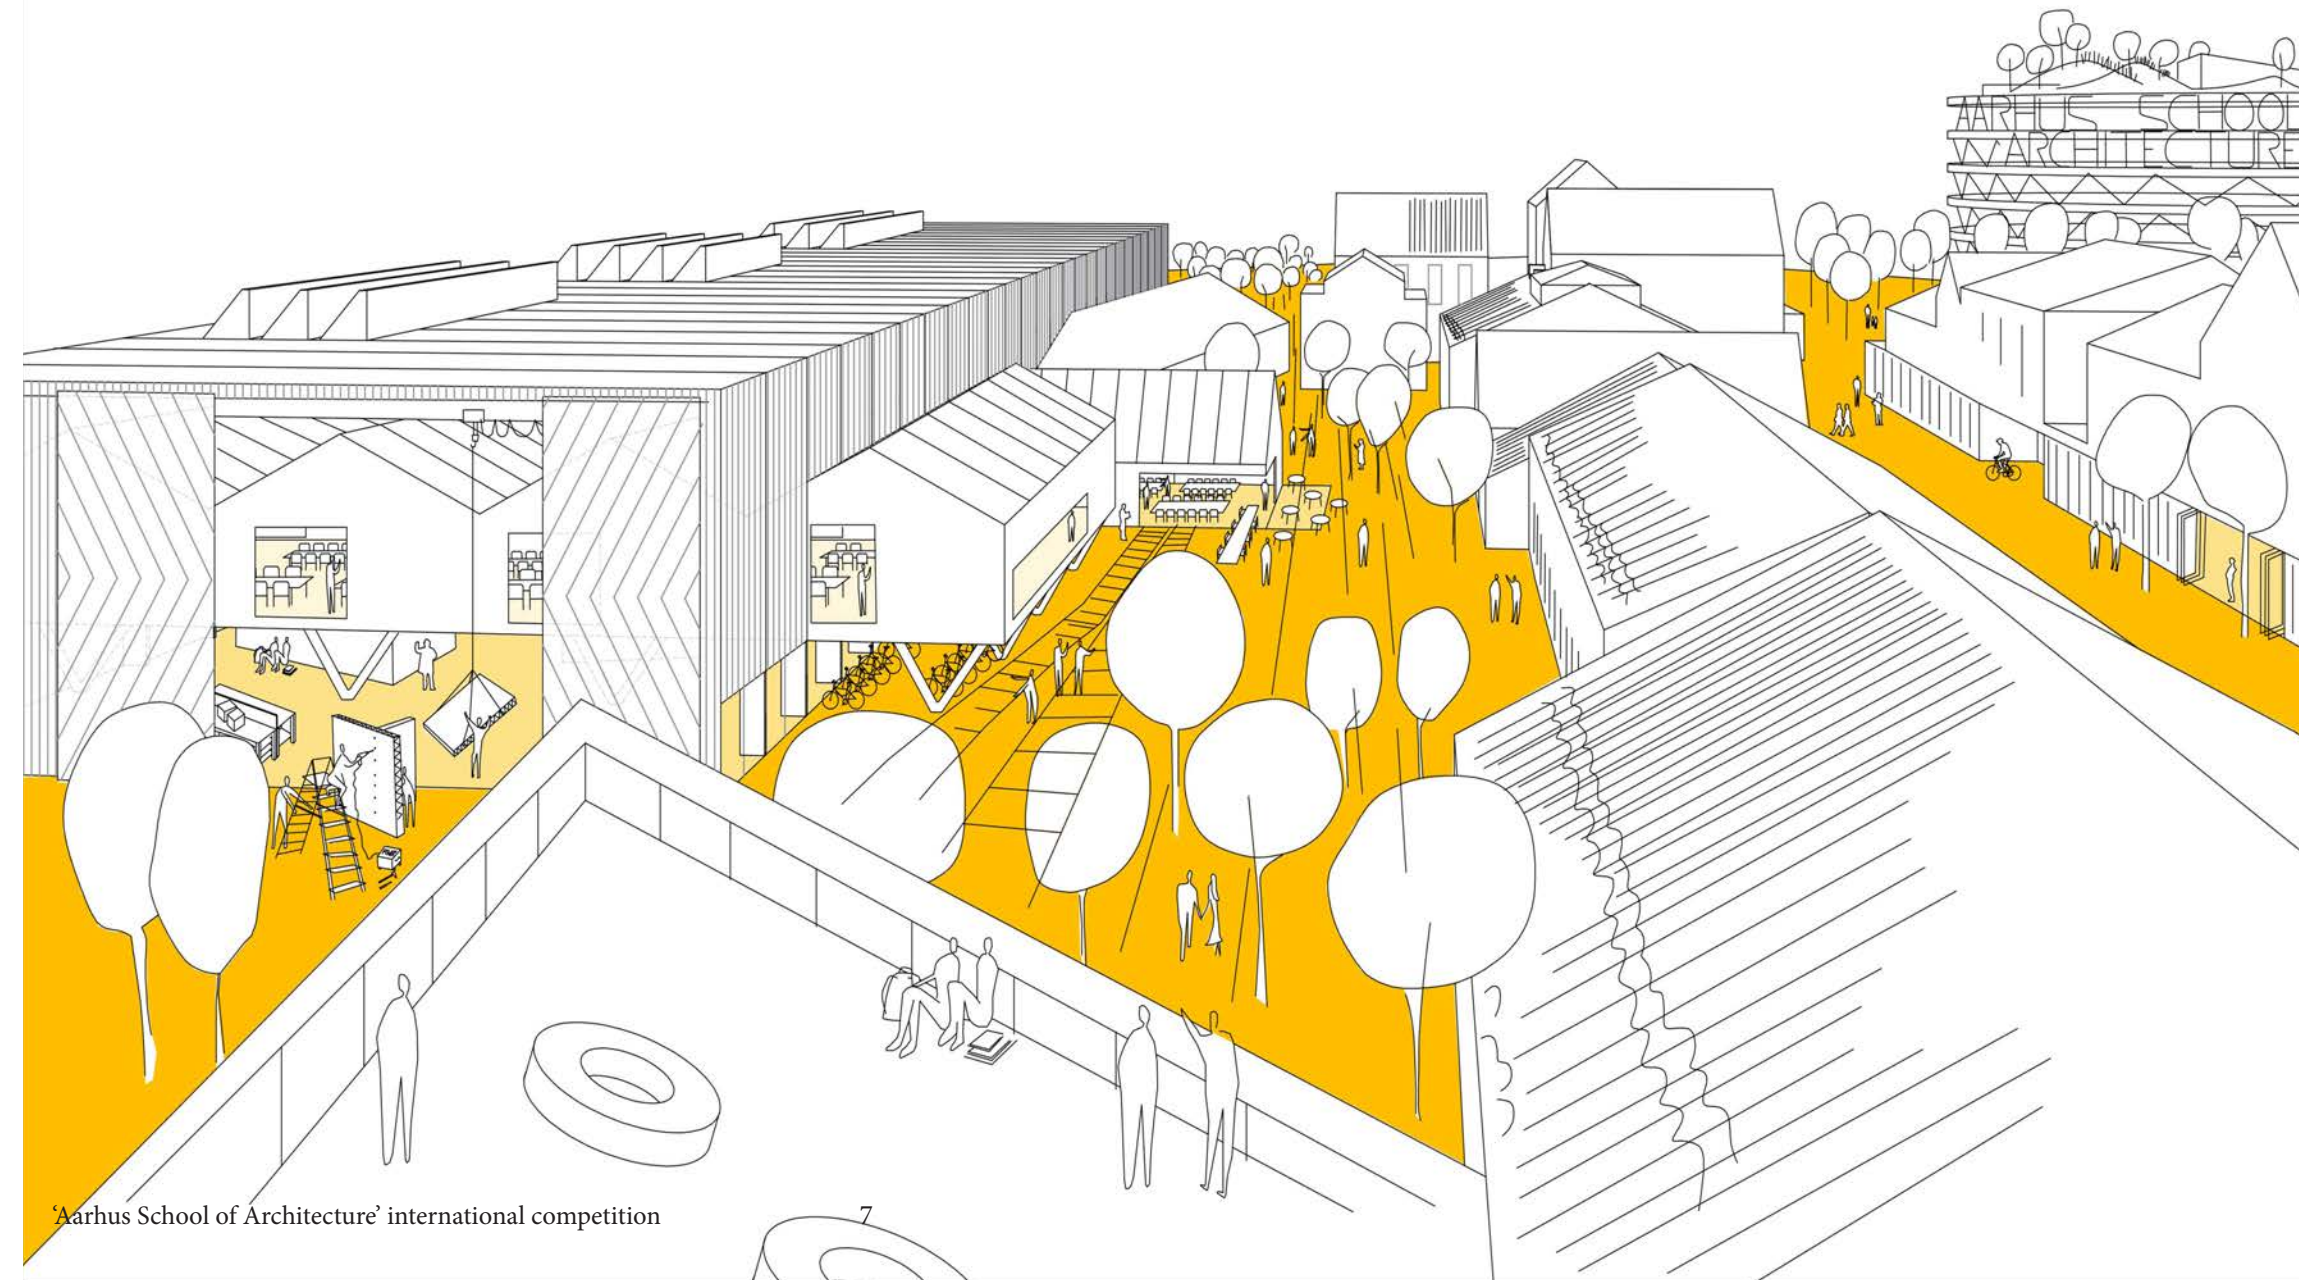 AARHUS SCHOOL
N'ARCHITECTURE
'Aarhus School of Architecture' international competition
7